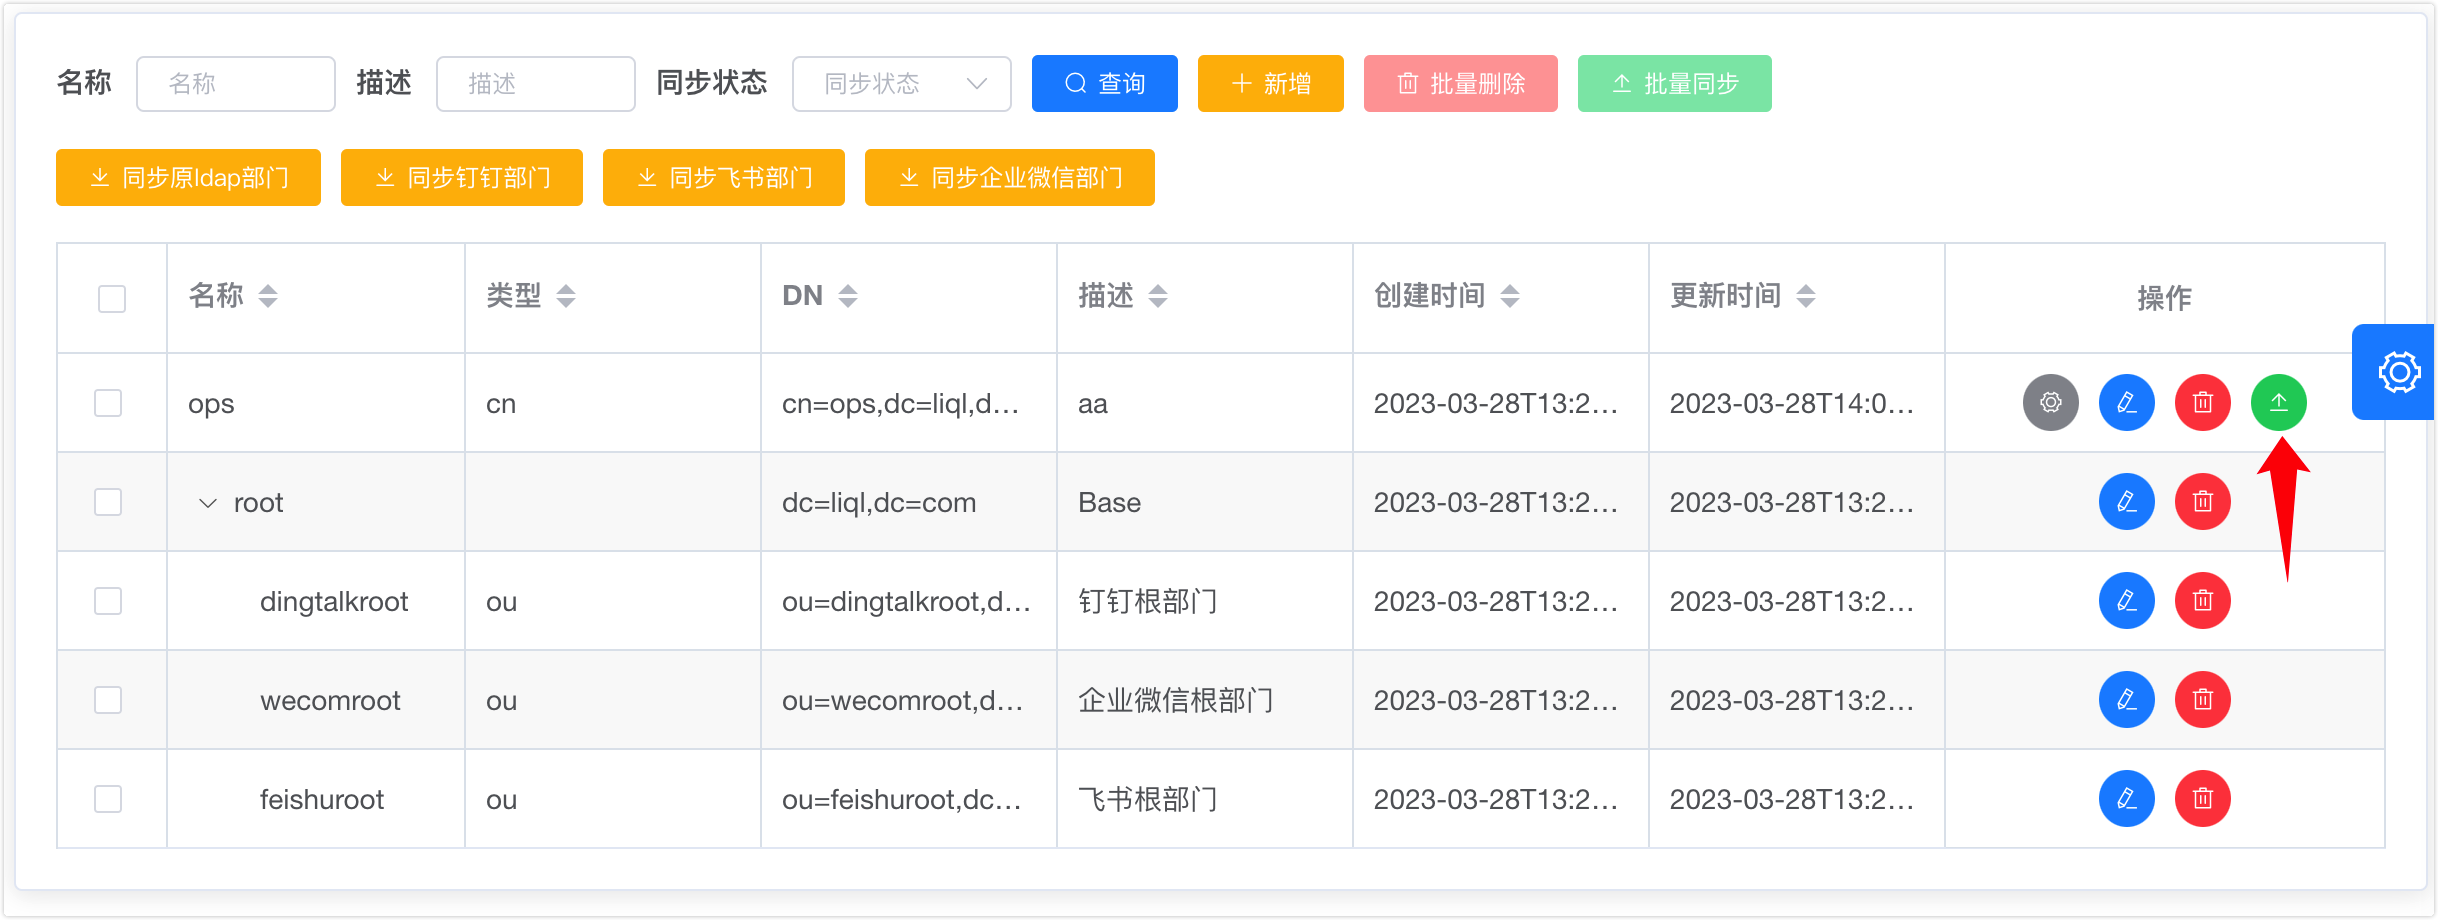 名称 名称 描述 描述 同步状态 同步状态 查询 新增 批量删除 批量同步
同步原ldap部门 同步钉钉部门 同步飞书部门 同步企业微信部门
名称 类型 DN 描述 创建时间 更新时间 操作
ops cn cn=ops,dc=liql,d... aa 2023-03-28T13:2... 2023-03-28T14:0...
root dc=liql,dc=com Base 2023-03-28T13:2... 2023-03-28T13:2...
dingtalkroot ou ou=dingtalkroot,d... 钉钉根部门 2023-03-28T13:2... 2023-03-28T13:2...
wecomroot ou ou=wecomroot,d... 企业微信根部门 2023-03-28T13:2... 2023-03-28T13:2...
feishuroot ou ou=feishuroot,dc... 飞书根部门 2023-03-28T13:2... 2023-03-28T13:2...